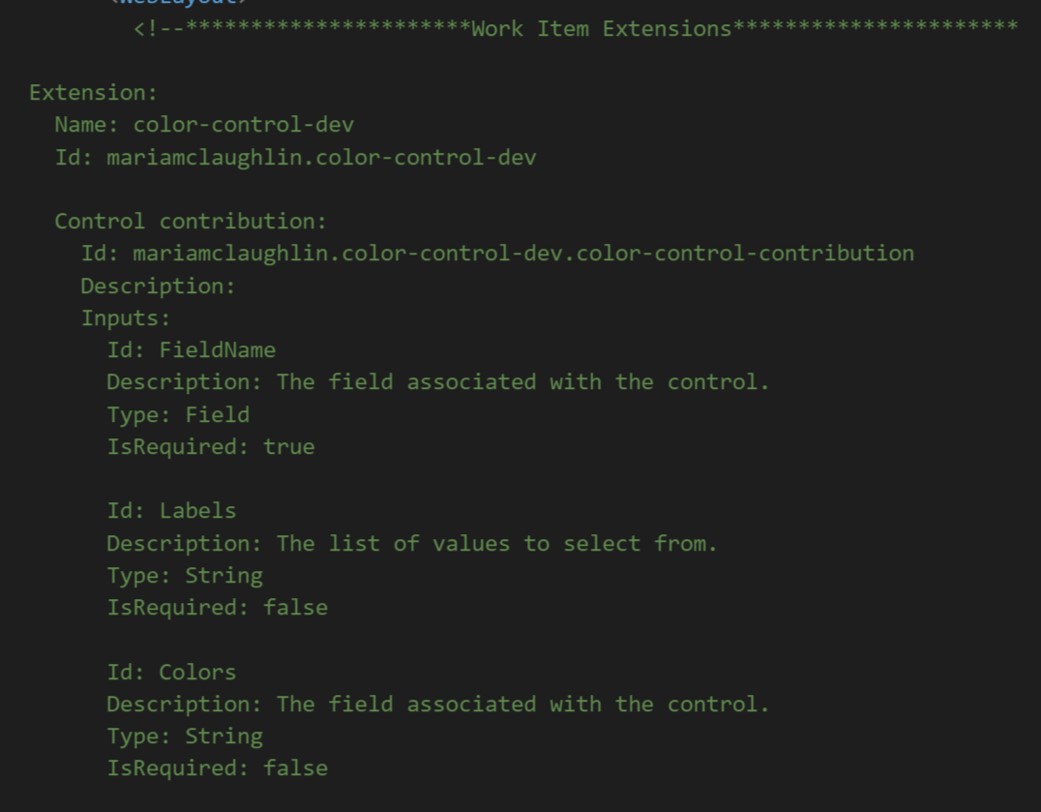 <WebLayout>
<!--**********************Work Item Extensions**********************
Extension:
Name: color-control-dev
Id: mariamclaughlin.color-control-dev
Control contribution:
Id: mariamclaughlin.color-control-dev.color-control-contribution
Description:
Inputs:
Id: FieldName
Description: The field associated with the control.
Type: Field
IsRequired: true
Id: Labels
Description: The list of values to select from.
Type: String
IsRequired: false
Id: Colors
Description: The field associated with the control.
Type: String
IsRequired: false